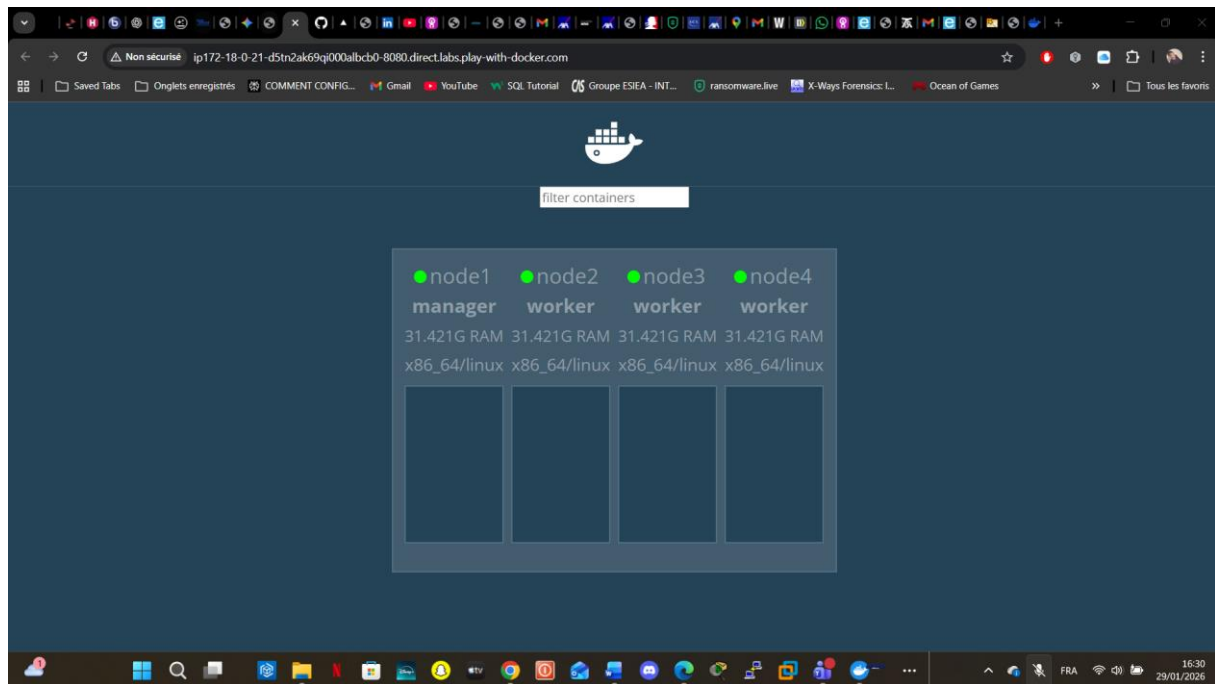 Non sécurisé ip172-18-0-21-d5tn2ak69qi000albcb0-8080.direct.labs.play-with-docker.com
Saved Tabs Onglets enregistrés COMMENT CONFIG... Gmail YouTube SQL Tutorial Groupe ESIEA - INT... ransomware.live X-Ways Forensics: I... Ocean of Games » Tous les favoris
filter containers
node1 node2 node3 node4
manager worker worker worker
31.421G RAM 31.421G RAM 31.421G RAM 31.421G RAM
x86_64/linux x86_64/linux x86_64/linux x86_64/linux
FRA 16:30
29/01/2026